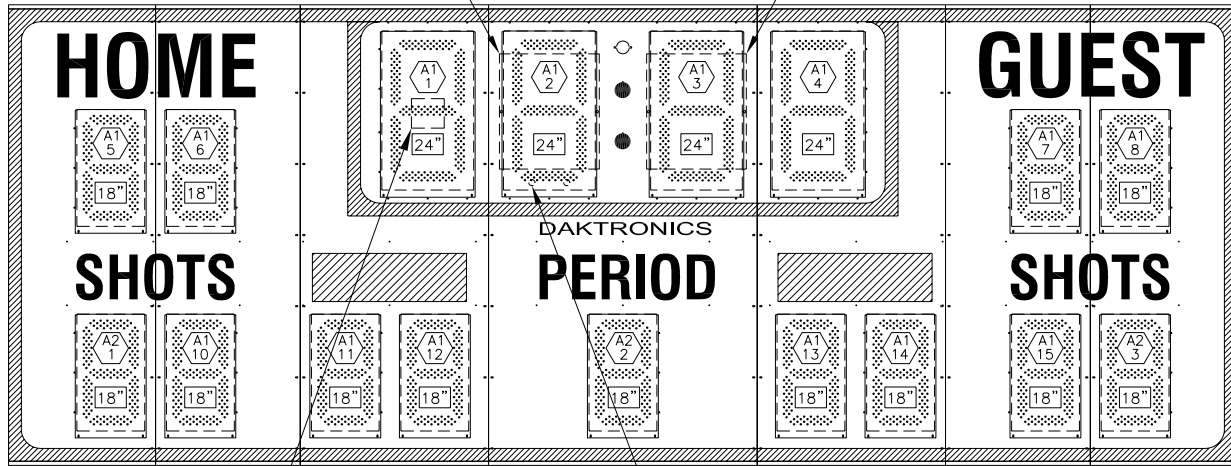 HOME
GUEST
A1 1
A1 2
A1 3
A1 4
24" 24" 24" 24"
A1 5
A1 6
A1 7
A1 8
18" 18" 18" 18"
DAKTRONICS
SHOTS PERIOD SHOTS
A2 1
A1 10
A1 11
A1 12
A2 2
A1 13
A1 14
A1 15
A2 3
18" 18" 18" 18" 18" 18" 18" 18" 18"